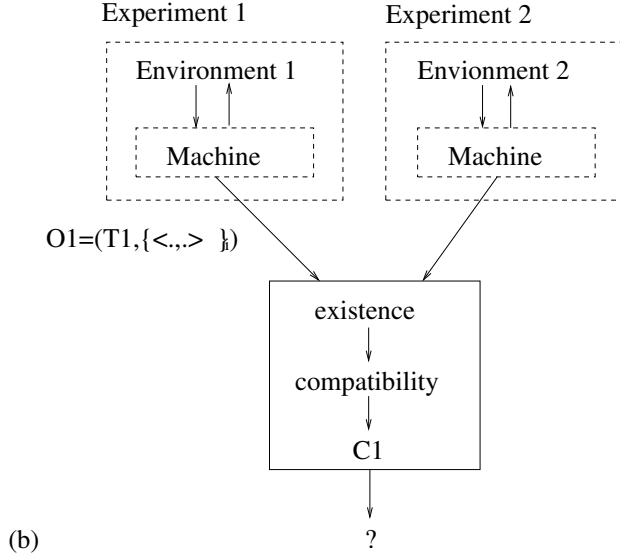 Experiment 1 Experiment 2
Environment 1 Envionment 2
Machine Machine
O1=(T1,{<.,.> }i)
existence
compatibility
C1
(b) ?